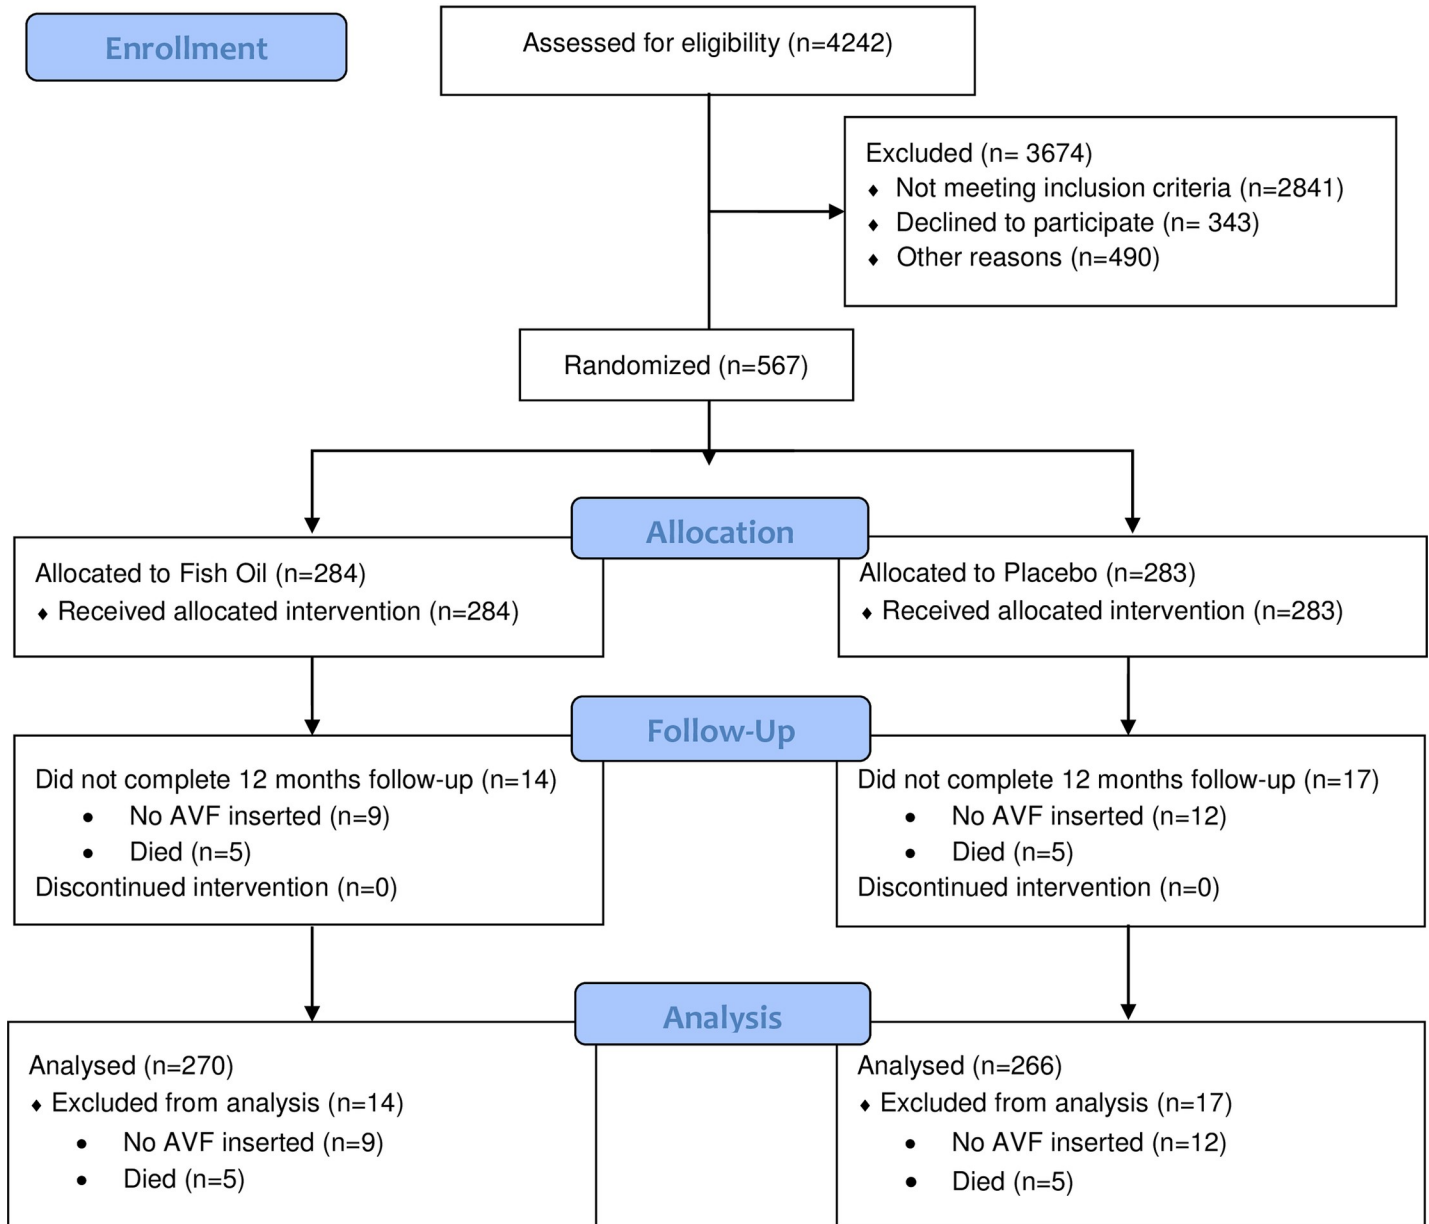 Enrollment
Assessed for eligibility (n=4242)
Excluded (n= 3674)
♦ Not meeting inclusion criteria (n=2841)
♦ Declined to participate (n= 343)
♦ Other reasons (n=490)
Randomized (n=567)
Allocation
Allocated to Fish Oil (n=284)
♦ Received allocated intervention (n=284)
Allocated to Placebo (n=283)
♦ Received allocated intervention (n=283)
Follow-Up
Did not complete 12 months follow-up (n=14)
• No AVF inserted (n=9)
• Died (n=5)
Discontinued intervention (n=0)
Did not complete 12 months follow-up (n=17)
• No AVF inserted (n=12)
• Died (n=5)
Discontinued intervention (n=0)
Analysis
Analysed (n=270)
♦ Excluded from analysis (n=14)
• No AVF inserted (n=9)
• Died (n=5)
Analysed (n=266)
♦ Excluded from analysis (n=17)
• No AVF inserted (n=12)
• Died (n=5)